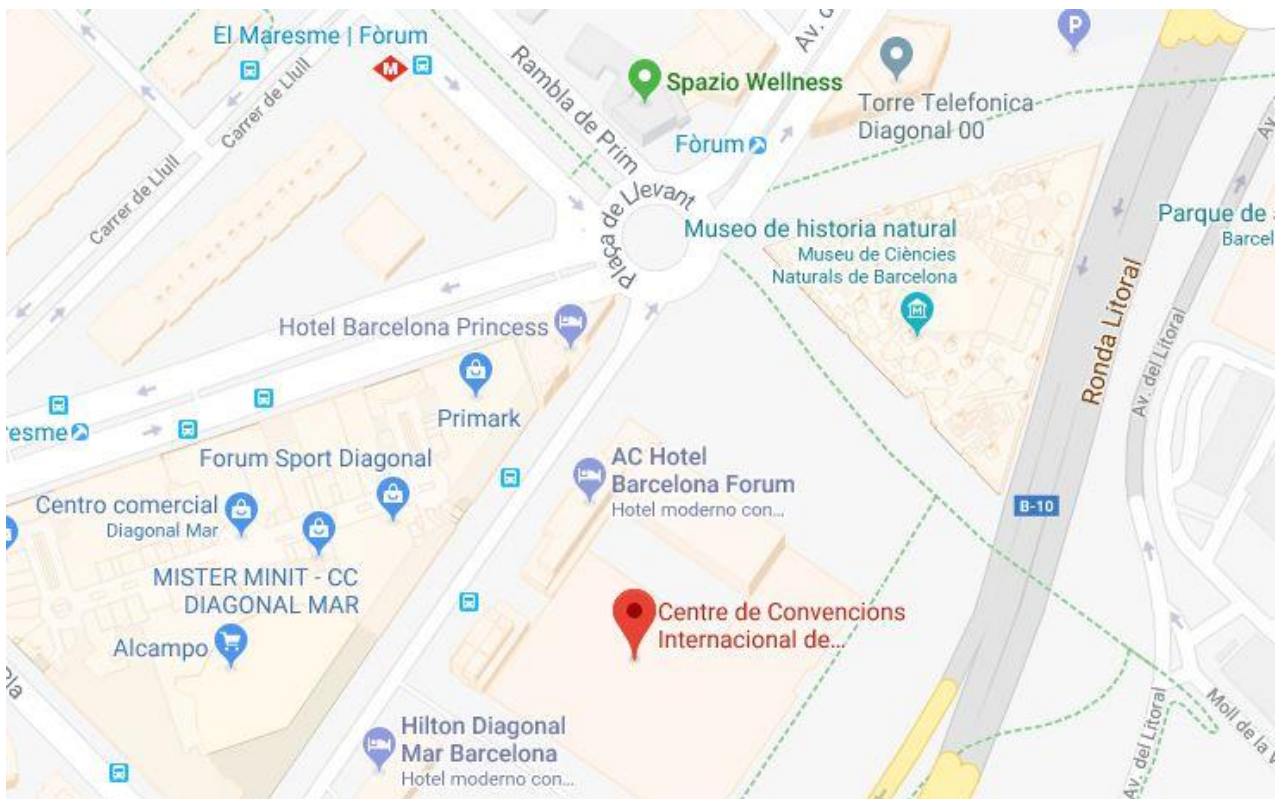 El Maresme | Fòrum
M
Carrer de Llull
Carrer de Llull
Rambla de Prim
Av. d
P
Spazio Wellness
Torre Telefonica
Diagonal 00
Fòrum
Plaça de Llevant
Museo de historia natural
Museu de Ciències
Naturals de Barcelona
M
Parque de
Barcel
Av
Ronda Litoral
Av. del Litoral
Hotel Barcelona Princess
Primark
resme
Forum Sport Diagonal
Centro comercial
Diagonal Mar
AC Hotel
Barcelona Forum
Hotel moderno con...
B-10
MISTER MINIT - CC
DIAGONAL MAR
Alcampo
Centre de Convencions
Internacional de...
Pla
Hilton Diagonal
Mar Barcelona
Hotel moderno con...
Av. del Litoral
Moll de la V